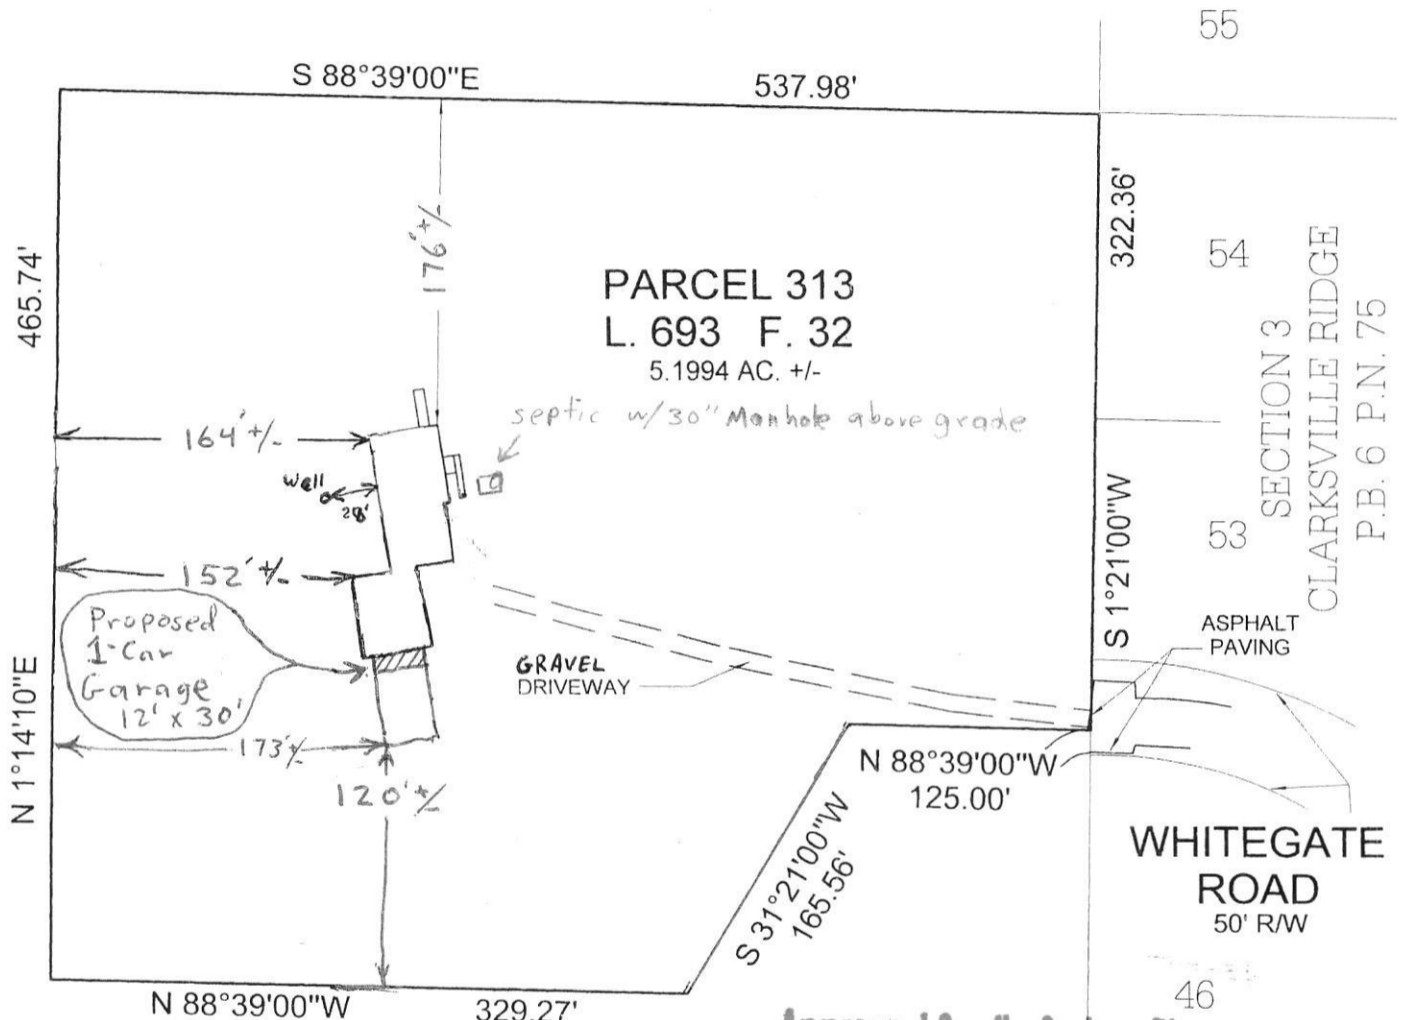 55
S 88°39'00"E
537.98'
465.74'
176' +/-
322.36'
PARCEL 313
L. 693 F. 32
5.1994 AC. +/-
54
SECTION 3
CLARKSVILLE RIDGE
P.B. 6 P.N. 75
septic w/30" Manhole above grade
164' +/-
well
28'
53
152' +/-
S 1°21'00"W
Proposed
1-Car
Garage
12' x 30'
ASPHALT
PAVING
GRAVEL
DRIVEWAY
N 1°14'10"E
173' +/-
120' +/-
N 88°39'00"W
125.00'
S 31°21'00"W
165.56'
WHITEGATE
ROAD
50' R/W
46
N 88°39'00"W
329.27'